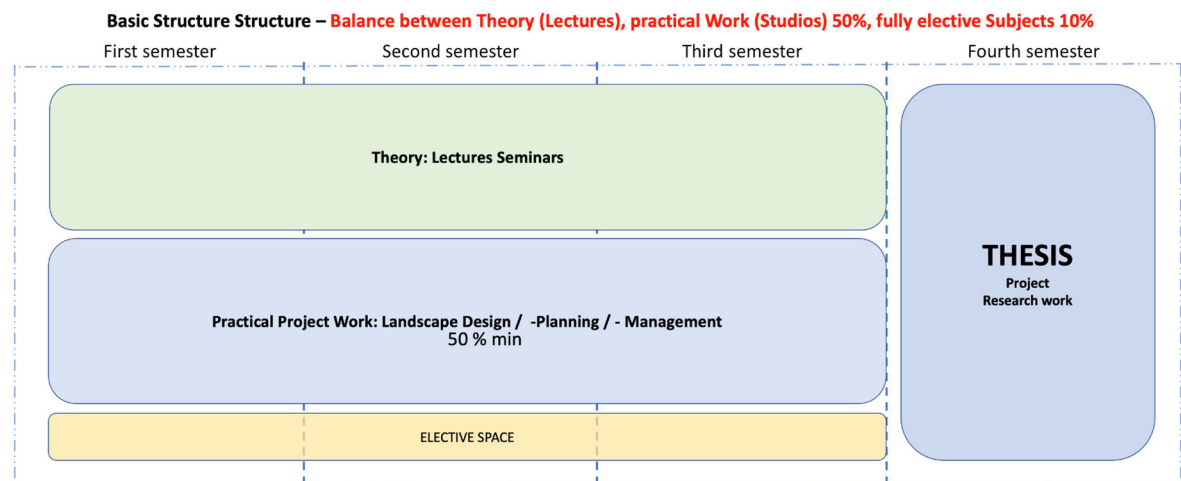 Basic Structure Structure – Balance between Theory (Lectures), practical Work (Studios) 50%, fully elective Subjects 10%
First semester Second semester Third semester Fourth semester
Theory: Lectures Seminars
Practical Project Work: Landscape Design / -Planning / - Management
50 % min
ELECTIVE SPACE
THESIS
Project
Research work